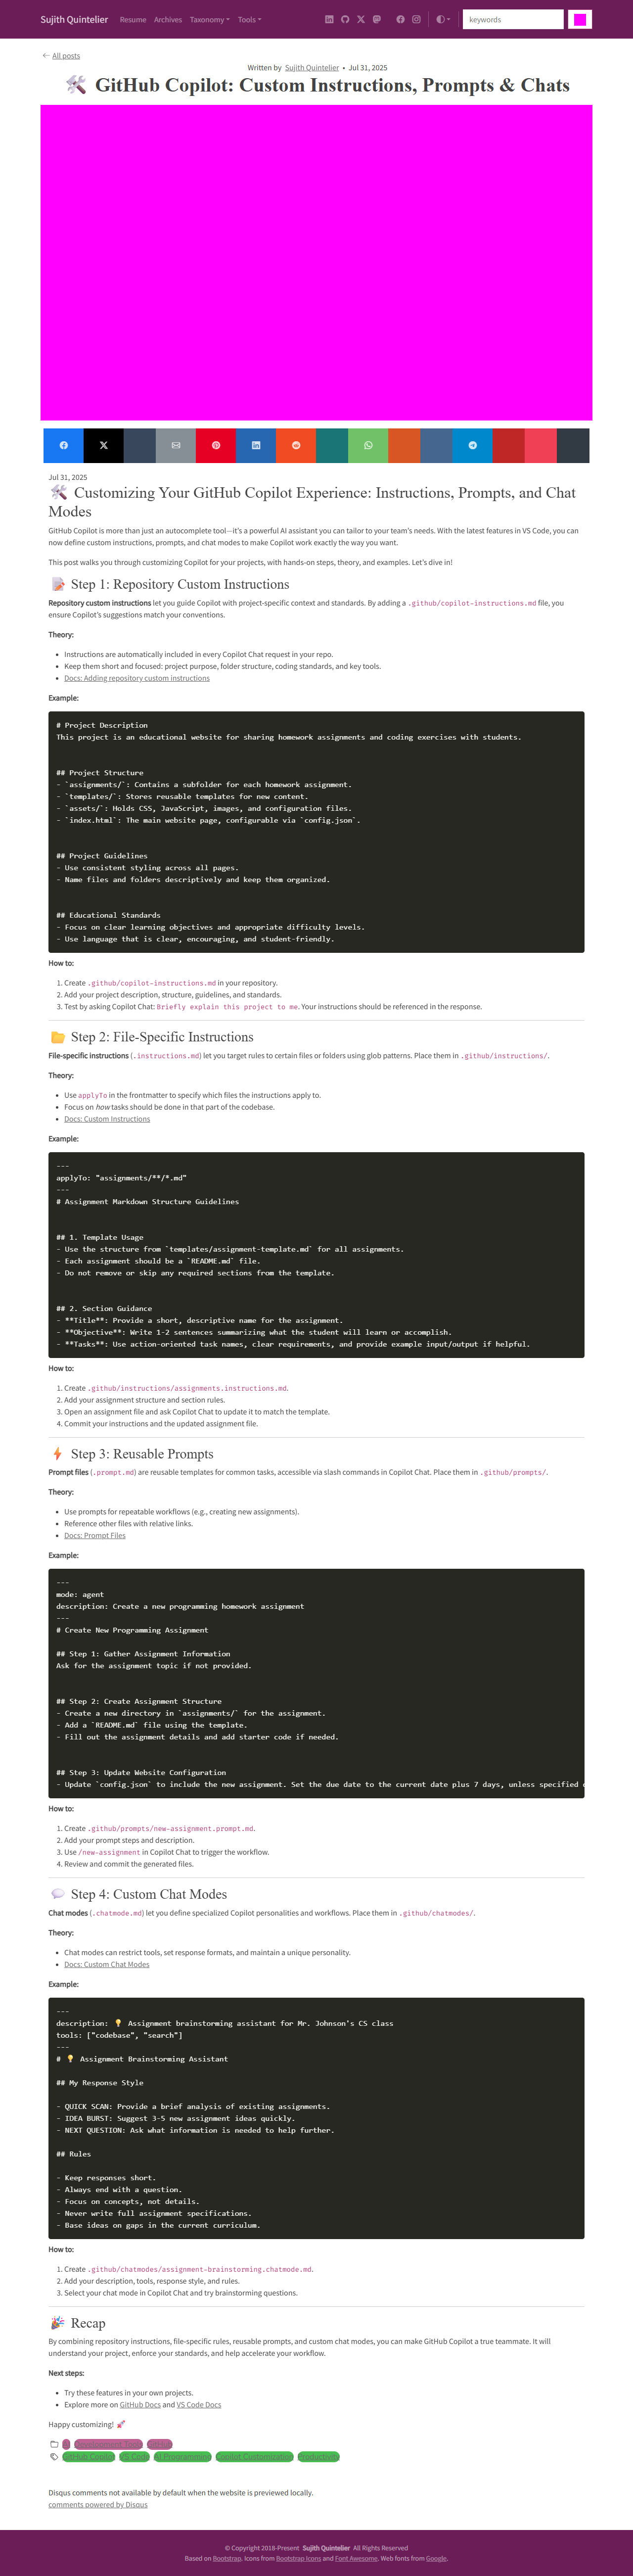 Sujith Quintelier Resume Archives Taxonomy Tools keywords
All posts
Written by Sujith Quintelier • Jul 31, 2025
🛠️ GitHub Copilot: Custom Instructions, Prompts & Chats
Jul 31, 2025
🛠️ Customizing Your GitHub Copilot Experience: Instructions, Prompts, and Chat
Modes
GitHub Copilot is more than just an autocomplete tool—it's a powerful AI assistant you can tailor to your team's needs. With the latest features in VS Code, you can
now define custom instructions, prompts, and chat modes to make Copilot work exactly the way you want.
This post walks you through customizing Copilot for your projects, with hands-on steps, theory, and examples. Let's dive in!
📝 Step 1: Repository Custom Instructions
Repository custom instructions let you guide Copilot with project-specific context and standards. By adding a .github/copilot-instructions.md file, you
ensure Copilot's suggestions match your conventions.
Theory:
• Instructions are automatically included in every Copilot Chat request in your repo.
• Keep them short and focused: project purpose, folder structure, coding standards, and key tools.
• Docs: Adding repository custom instructions
Example:
# Project Description
This project is an educational website for sharing homework assignments and coding exercises with students.
## Project Structure
- `assignments/`: Contains a subfolder for each homework assignment.
- `templates/`: Stores reusable templates for new content.
- `assets/`: Holds CSS, JavaScript, images, and configuration files.
- `index.html`: The main website page, configurable via `config.json`.
## Project Guidelines
- Use consistent styling across all pages.
- Name files and folders descriptively and keep them organized.
## Educational Standards
- Focus on clear learning objectives and appropriate difficulty levels.
- Use language that is clear, encouraging, and student-friendly.
How to:
1. Create .github/copilot-instructions.md in your repository.
2. Add your project description, structure, guidelines, and standards.
3. Test by asking Copilot Chat: Briefly explain this project to me. Your instructions should be referenced in the response.
📂 Step 2: File-Specific Instructions
File-specific instructions (.instructions.md) let you target rules to certain files or folders using glob patterns. Place them in .github/instructions/.
Theory:
• Use applyTo in the frontmatter to specify which files the instructions apply to.
• Focus on how tasks should be done in that part of the codebase.
• Docs: Custom Instructions
Example:
---
applyTo: "assignments/**/*.md"
---
# Assignment Markdown Structure Guidelines
## 1. Template Usage
- Use the structure from `templates/assignment-template.md` for all assignments.
- Each assignment should be a `README.md` file.
- Do not remove or skip any required sections from the template.
## 2. Section Guidance
- **Title**: Provide a short, descriptive name for the assignment.
- **Objective**: Write 1-2 sentences summarizing what the student will learn or accomplish.
- **Tasks**: Use action-oriented task names, clear requirements, and provide example input/output if helpful.
How to:
1. Create .github/instructions/assignments.instructions.md.
2. Add your assignment structure and section rules.
3. Open an assignment file and ask Copilot Chat to update it to match the template.
4. Commit your instructions and the updated assignment file.
⚡ Step 3: Reusable Prompts
Prompt files (.prompt.md) are reusable templates for common tasks, accessible via slash commands in Copilot Chat. Place them in .github/prompts/.
Theory:
• Use prompts for repeatable workflows (e.g., creating new assignments).
• Reference other files with relative links.
• Docs: Prompt Files
Example:
---
mode: agent
description: Create a new programming homework assignment
---
# Create New Programming Assignment
## Step 1: Gather Assignment Information
Ask for the assignment topic if not provided.
## Step 2: Create Assignment Structure
- Create a new directory in `assignments/` for the assignment.
- Add a `README.md` file using the template.
- Fill out the assignment details and add starter code if needed.
## Step 3: Update Website Configuration
- Update `config.json` to include the new assignment. Set the due date to the current date plus 7 days, unless specified
How to:
1. Create .github/prompts/new-assignment.prompt.md.
2. Add your prompt steps and description.
3. Use /new-assignment in Copilot Chat to trigger the workflow.
4. Review and commit the generated files.
💬 Step 4: Custom Chat Modes
Chat modes (.chatmode.md) let you define specialized Copilot personalities and workflows. Place them in .github/chatmodes/.
Theory:
• Chat modes can restrict tools, set response formats, and maintain a unique personality.
• Docs: Custom Chat Modes
Example:
---
description: 💡 Assignment brainstorming assistant for Mr. Johnson's CS class
tools: ["codebase", "search"]
---
# 💡 Assignment Brainstorming Assistant
## My Response Style
- QUICK SCAN: Provide a brief analysis of existing assignments.
- IDEA BURST: Suggest 3-5 new assignment ideas quickly.
- NEXT QUESTION: Ask what information is needed to help further.
## Rules
- Keep responses short.
- Always end with a question.
- Focus on concepts, not details.
- Never write full assignment specifications.
- Base ideas on gaps in the current curriculum.
How to:
1. Create .github/chatmodes/assignment-brainstorming.chatmode.md.
2. Add your description, tools, response style, and rules.
3. Select your chat mode in Copilot Chat and try brainstorming questions.
🎉 Recap
By combining repository instructions, file-specific rules, reusable prompts, and custom chat modes, you can make GitHub Copilot a true teammate. It will
understand your project, enforce your standards, and help accelerate your workflow.
Next steps:
• Try these features in your own projects.
• Explore more on GitHub Docs and VS Code Docs
Happy customizing! 🚀
AI Development Tools GitHub
GitHub Copilot VS Code AI Programming Copilot Customization Productivity
Disqus comments not available by default when the website is previewed locally.
comments powered by Disqus
© Copyright 2018-Present Sujith Quintelier All Rights Reserved
Based on Bootstrap. Icons from Bootstrap Icons and Font Awesome. Web fonts from Google.